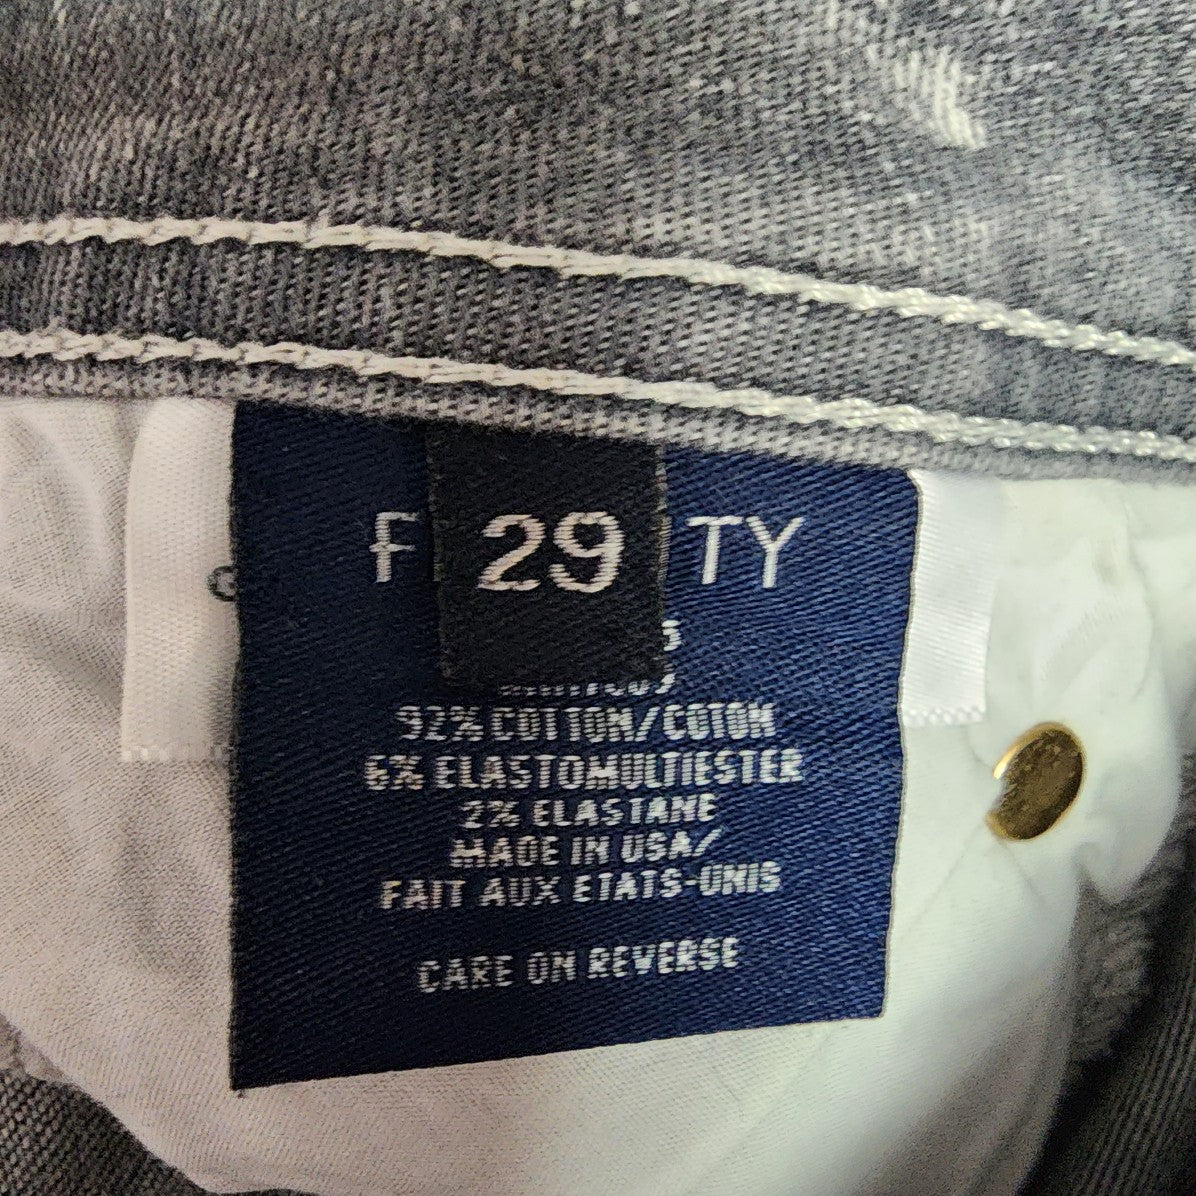 29
TY
92% COTTON/COTON
6% ELASTOMULTIESTER
2% ELASTANE
MADE IN USA/
FAIT AUX ETATS-UNIS
CARE ON REVERSE